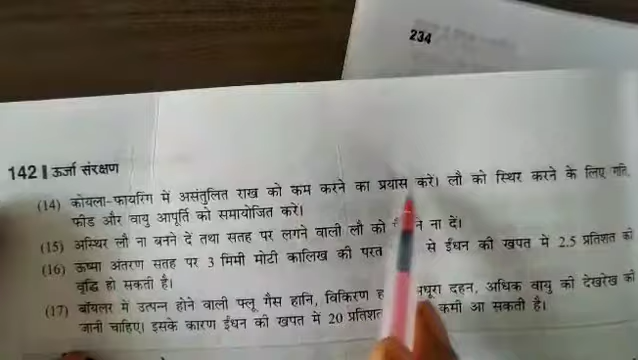 234
142 | ऊर्जा संरक्षण
(14) कोयला-फायरिंग में असंतुलित राख को कम करने का प्रयास करें। लौ को स्थिर करने के लिए गति,
फीड और वायु आपूर्ति को समायोजित करें।
(15) अस्थिर लौ ना बनने दें तथा सतह पर लगने वाली लौ को ने ना दें।
(16) ऊष्मा अंतरण सतह पर 3 मिमी मोटी कालिख की परत से ईंधन की खपत में 2.5 प्रतिशत की
वृद्धि हो सकती है।
(17) बॉयलर में उत्पन्न होने वाली फ्लू गैस हानि, विकिरण दहन, अधिक वायु की देखरेख की
जानी चाहिए। इसके कारण ईंधन की खपत में 20 प्रतिशत कमी आ सकती है।